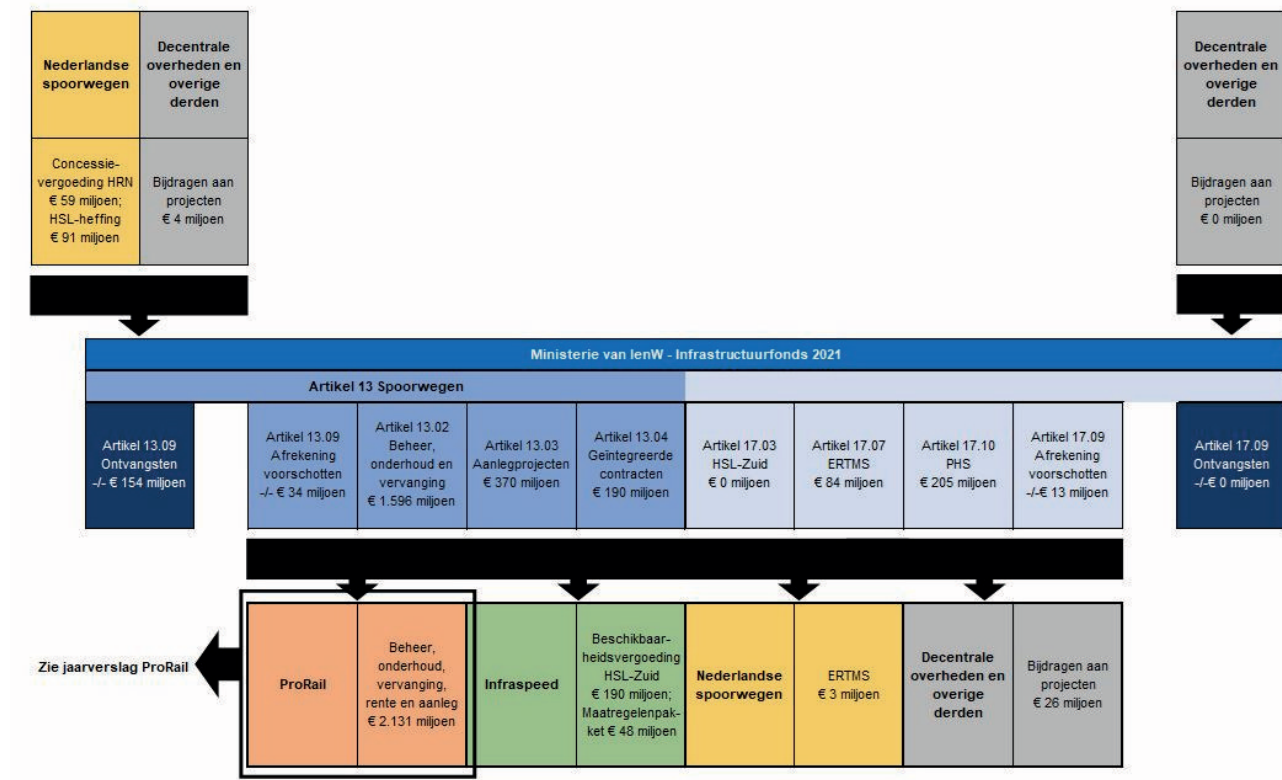 Nederlandse
spoorwegen
Decentrale
overheden en
overige
derden
Decentrale
overheden en
overige
derden
Concessie-
vergoeding HRN
€ 59 miljoen;
HSL-heffing
€ 91 miljoen
Bijdragen aan
projecten
€ 4 miljoen
Bijdragen aan
projecten
€ 0 miljoen
Ministerie van IenW - Infrastructuurfonds 2021
Artikel 13 Spoorwegen
Artikel 13.09
Ontvangsten
-/- € 154 miljoen
Artikel 13.09
Afrekening
voorschotten
-/- € 34 miljoen
Artikel 13.02
Beheer,
onderhoud en
vervanging
€ 1.596 miljoen
Artikel 13.03
Aanlegprojecten
€ 370 miljoen
Artikel 13.04
Geïntegreerde
contracten
€ 190 miljoen
Artikel 17.03
HSL-Zuid
€ 0 miljoen
Artikel 17.07
ERTMS
€ 84 miljoen
Artikel 17.10
PHS
€ 205 miljoen
Artikel 17.09
Afrekening
voorschotten
-/-€ 13 miljoen
Artikel 17.09
Ontvangsten
-/-€ 0 miljoen
Zie jaarverslag ProRail
ProRail
Beheer,
onderhoud,
vervanging,
rente en aanleg
€ 2.131 miljoen
Infraspeed
Beschikbaar-
heidsvergoeding
HSL-Zuid
€ 190 miljoen;
Maatregelenpak-
ket € 48 miljoen
Nederlandse
spoorwegen
ERTMS
€ 3 miljoen
Decentrale
overheden en
overige
derden
Bijdragen aan
projecten
€ 26 miljoen